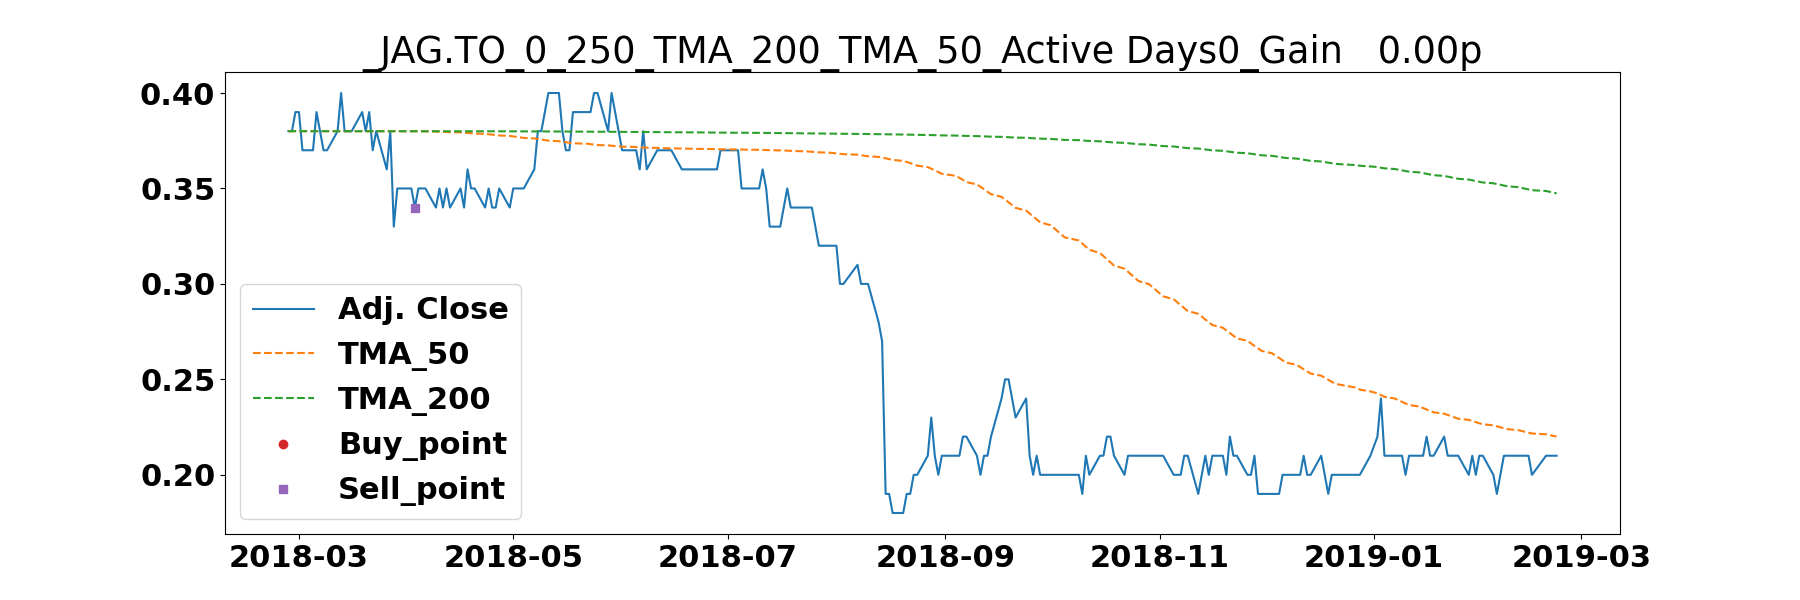 _JAG.TO_0_250_TMA_200_TMA_50_Active Days0_Gain   0.00p
0.40
0.35
0.30
0.25
0.20
Adj. Close
TMA_50
TMA_200
Buy_point
Sell_point
2018-03 2018-05 2018-07 2018-09 2018-11 2019-01 2019-03